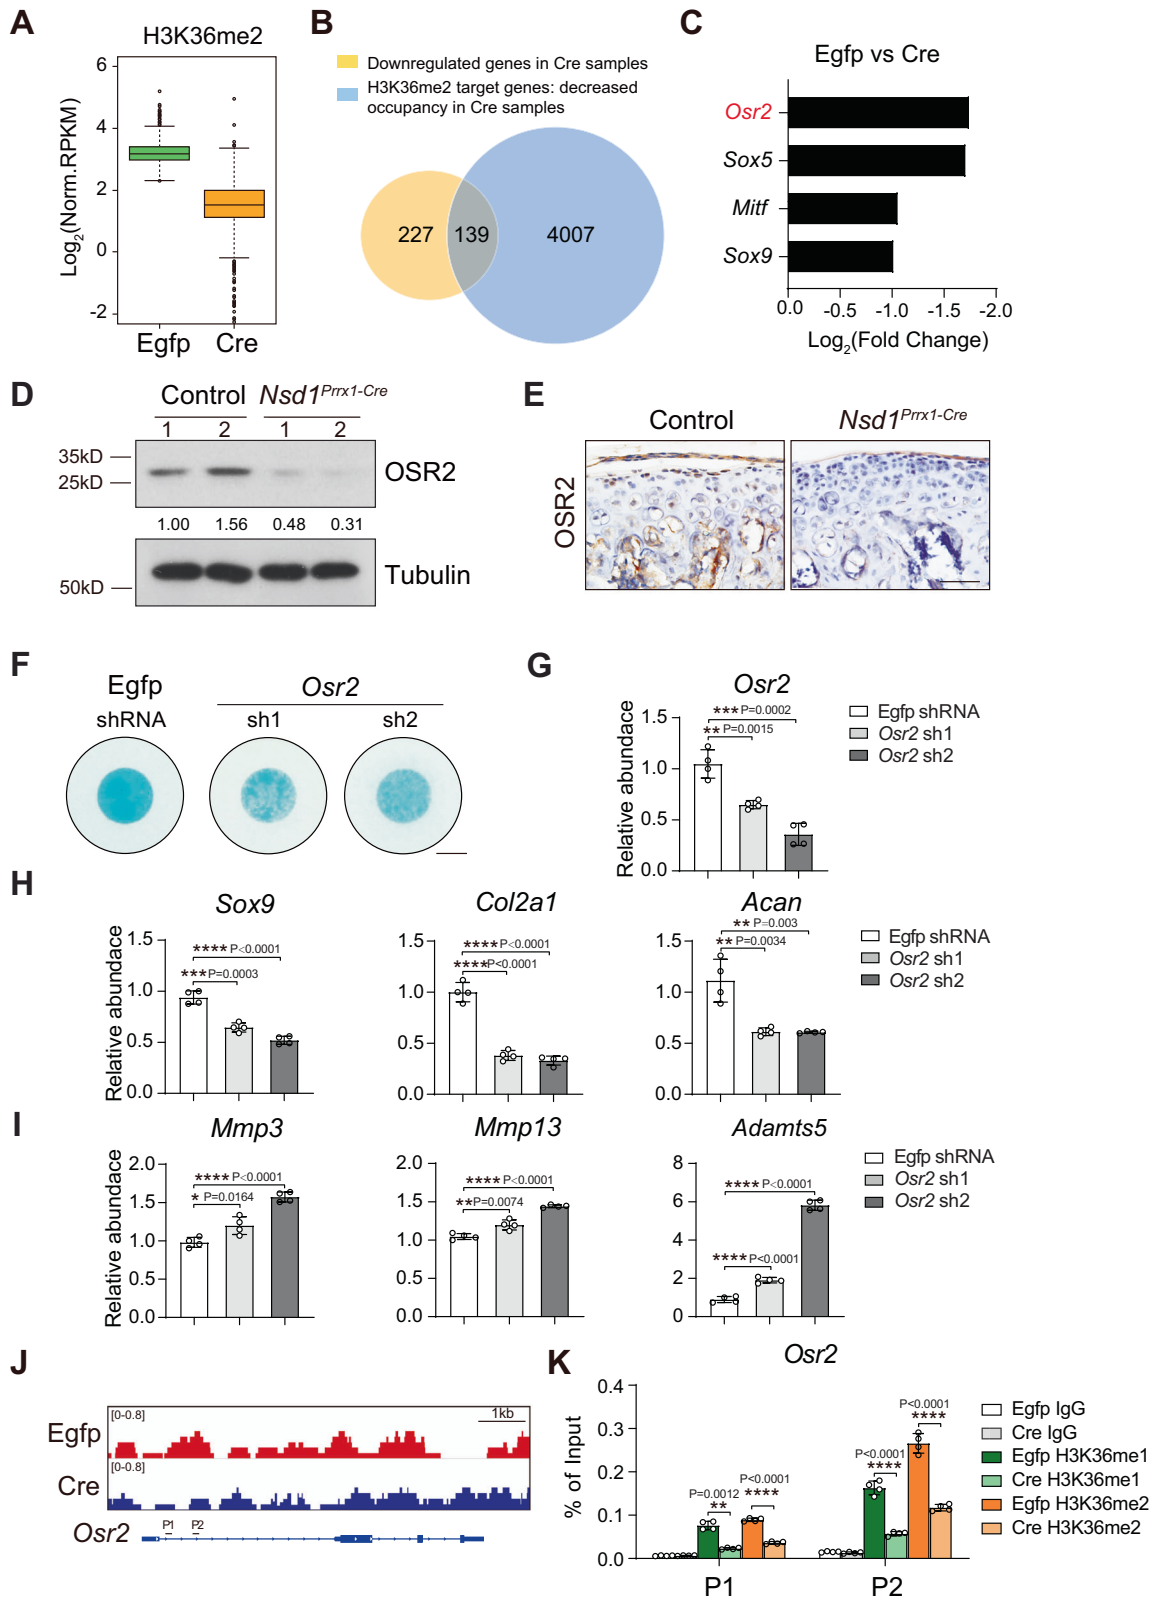 A
H3K36me2
Log2(Norm.RPKM)
6
4
2
0
-2
Egfp
Cre
B
Downregulated genes in Cre samples
H3K36me2 target genes: decreased
occupancy in Cre samples
227
139
4007
C
Egfp vs Cre
Osr2
Sox5
Mitf
Sox9
0.0 -0.5 -1.0 -1.5 -2.0
Log2(Fold Change)
D
Control Nsd1Prrx1-Cre
1 2 1 2
35kD
25kD
OSR2
1.00 1.56 0.48 0.31
50kD
Tubulin
E
Control Nsd1Prrx1-Cre
OSR2
F
Egfp Osr2
shRNA sh1 sh2
G
Osr2
Relative abundace
1.5
1.0
0.5
0.0
*** P=0.0002
** P=0.0015
Egfp shRNA
Osr2 sh1
Osr2 sh2
H
Sox9
Relative abundace
1.5
1.0
0.5
0.0
**** P<0.0001
*** P=0.0003
Col2a1
1.5
1.0
0.5
0.0
**** P<0.0001
**** P<0.0001
Acan
1.5
1.0
0.5
0.0
** P=0.003
** P=0.0034
Egfp shRNA
Osr2 sh1
Osr2 sh2
I
Mmp3
Relative abundace
2.0
1.5
1.0
0.5
0.0
**** P<0.0001
* P=0.0164
Mmp13
2.0
1.5
1.0
0.5
0.0
**** P<0.0001
** P=0.0074
Adamts5
8
6
4
2
0
**** P<0.0001
**** P<0.0001
Egfp shRNA
Osr2 sh1
Osr2 sh2
J
[0-0.8]
1kb
Egfp
[0-0.8]
Cre
P1 P2
Osr2
K
Osr2
% of Input
0.4
0.3
0.2
0.1
0.0
P=0.0012
**
P<0.0001
****
P<0.0001
****
P<0.0001
****
P1
P2
Egfp IgG
Cre IgG
Egfp H3K36me1
Cre H3K36me1
Egfp H3K36me2
Cre H3K36me2